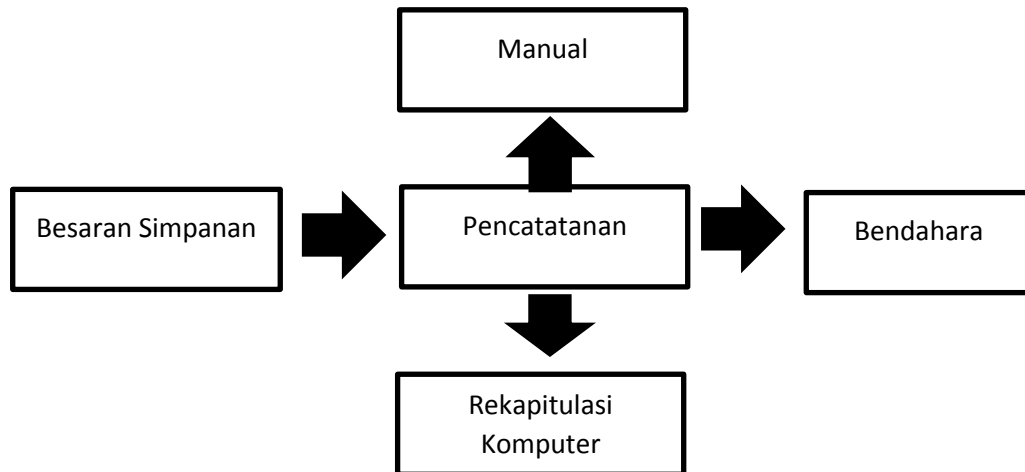 Manual
Besaran Simpanan
Pencatatanan
Bendahara
Rekapitulasi
Komputer